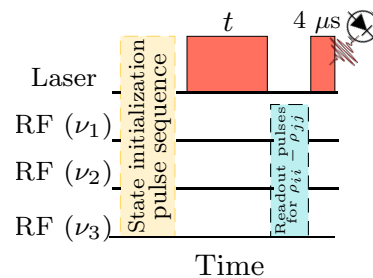 t
4 μs
Laser
RF (ν₁)
RF (ν₂)
RF (ν₃)
State initialization
pulse sequence
Readout pulses
for ρᵢᵢ − ρⱼⱼ
Time